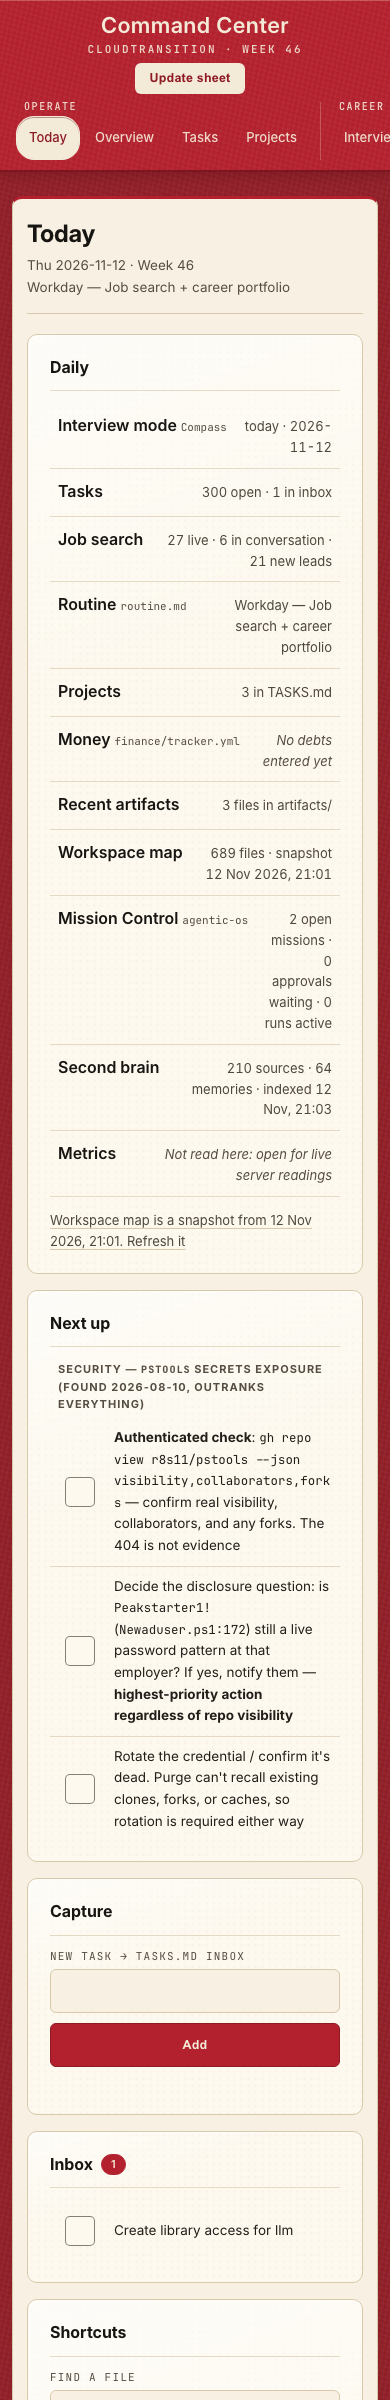 Command Center
CLOUDTRANSITION · WEEK 46
Update sheet
OPERATE
CAREER
Today
Overview
Tasks
Projects
Intervie
Today
Thu 2026-11-12 · Week 46
Workday — Job search + career portfolio
Daily
Interview mode Compass
today · 2026-
11-12
Tasks
300 open · 1 in inbox
Job search
27 live · 6 in conversation ·
21 new leads
Routine routine.md
Workday — Job
search + career
portfolio
Projects
3 in TASKS.md
Money finance/tracker.yml
No debts
entered yet
Recent artifacts
3 files in artifacts/
Workspace map
689 files · snapshot
12 Nov 2026, 21:01
Mission Control agentic-os
2 open
missions ·
0
approvals
waiting · 0
runs active
Second brain
210 sources · 64
memories · indexed 12
Nov, 21:03
Metrics
Not read here: open for live
server readings
Workspace map is a snapshot from 12 Nov
2026, 21:01. Refresh it
Next up
SECURITY — PSTOOLS SECRETS EXPOSURE
(FOUND 2026-08-10, OUTRANKS
EVERYTHING)
Authenticated check: gh repo
view r8s11/pstools --json
visibility,collaborators,fork
s — confirm real visibility,
collaborators, and any forks. The
404 is not evidence
Decide the disclosure question: is
Peakstarter1!
(Newaduser.ps1:172) still a live
password pattern at that
employer? If yes, notify them —
highest-priority action
regardless of repo visibility
Rotate the credential / confirm it's
dead. Purge can't recall existing
clones, forks, or caches, so
rotation is required either way
Capture
NEW TASK → TASKS.MD INBOX
Add
Inbox 1
Create library access for llm
Shortcuts
FIND A FILE